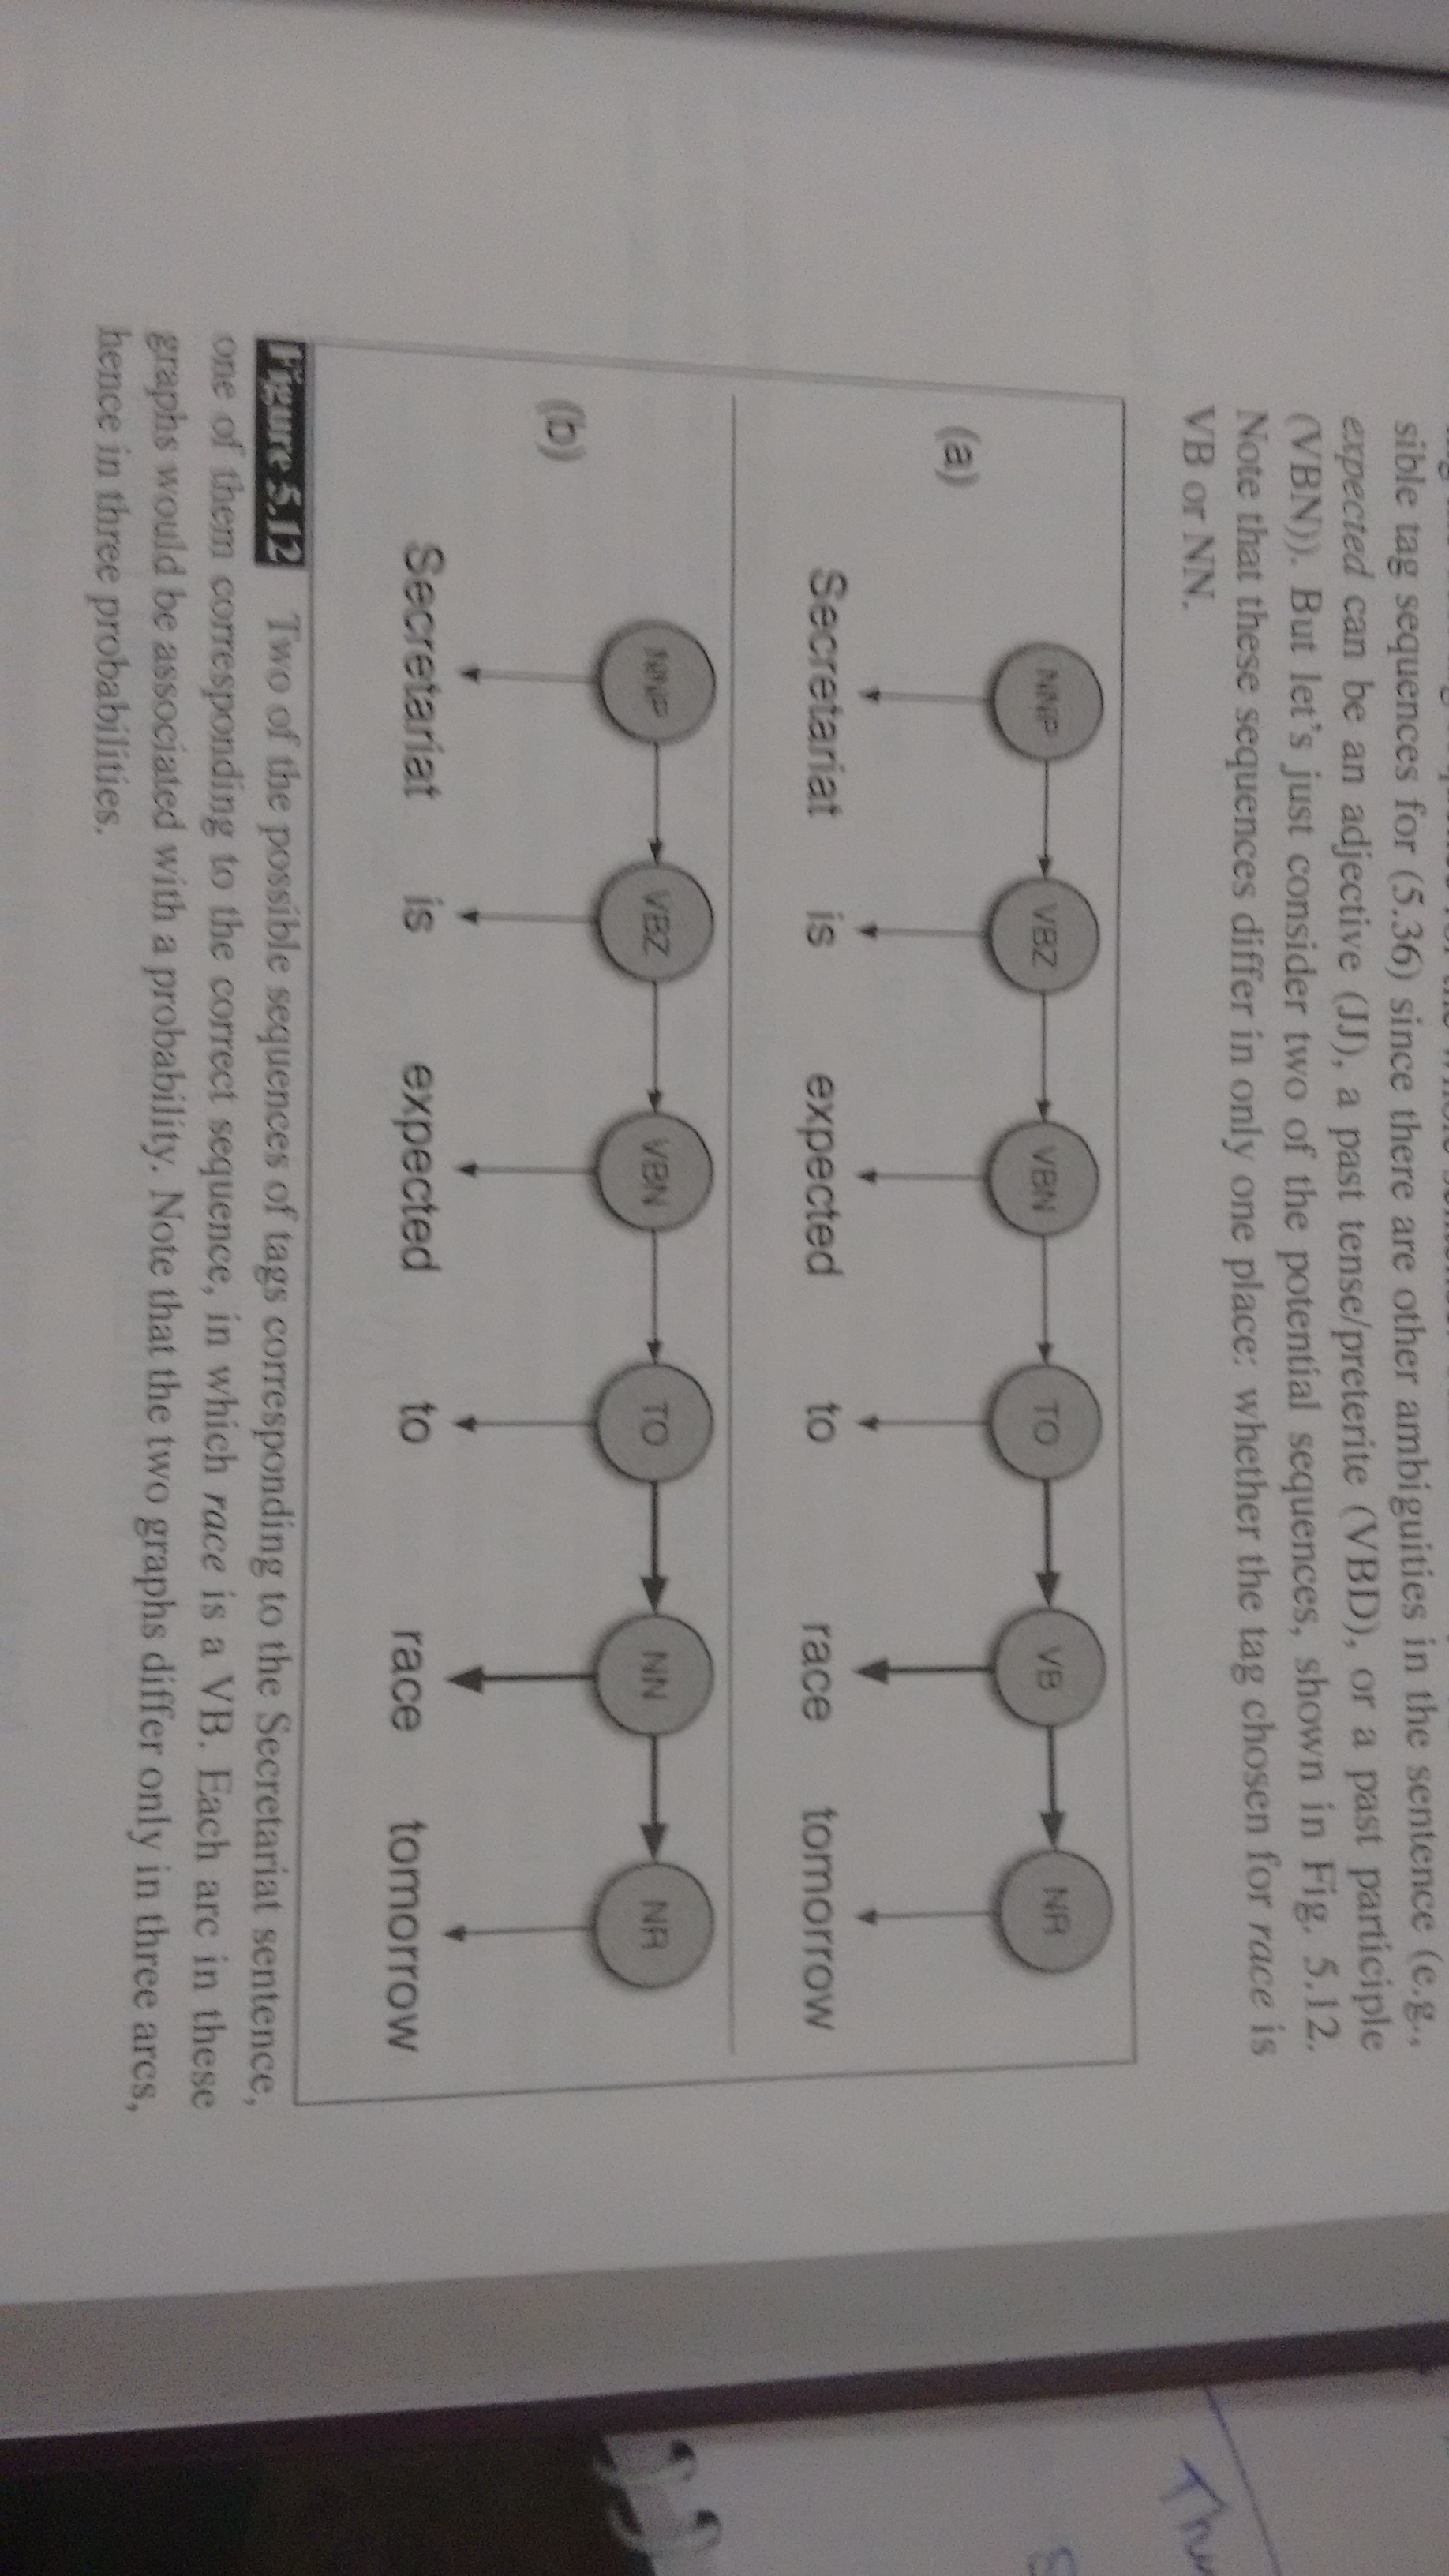 sible tag sequences for (5.36) since there are other ambiguities in the sentence (e.g.,
expected can be an adjective (JJ), a past tense/preterite (VBD), or a past participle
(VBN)). But let's just consider two of the potential sequences, shown in Fig. 5.12.
Note that these sequences differ in only one place: whether the tag chosen for race is
VB or NN.
(a)
NNP VBZ VBN TO VB NR
Secretariat is expected to race tomorrow
(b)
NNP VBZ VBN TO NN NR
Secretariat is expected to race tomorrow
Figure 5.12 Two of the possible sequences of tags corresponding to the Secretariat sentence,
one of them corresponding to the correct sequence, in which race is a VB. Each arc in these
graphs would be associated with a probability. Note that the two graphs differ only in three arcs,
hence in three probabilities.